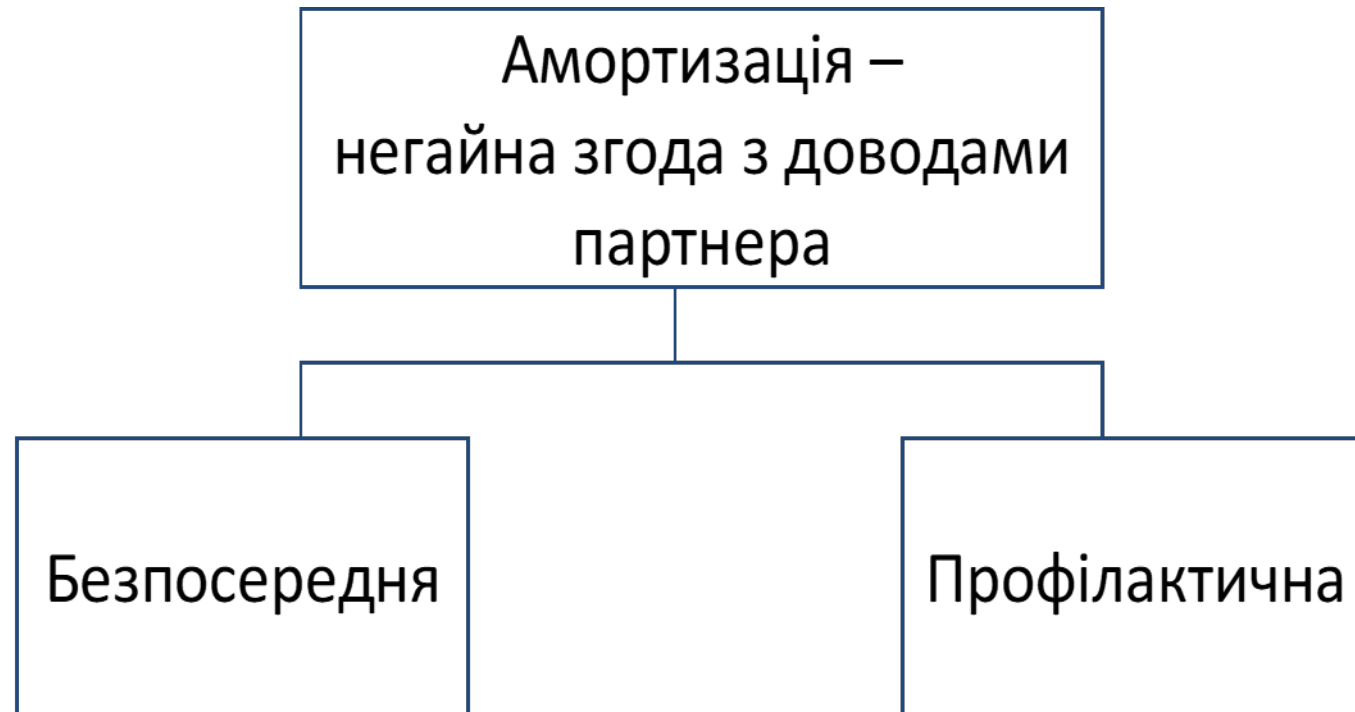 Амортизація –
негайна згода з доводами
партнера
Безпосередня
Профілактична